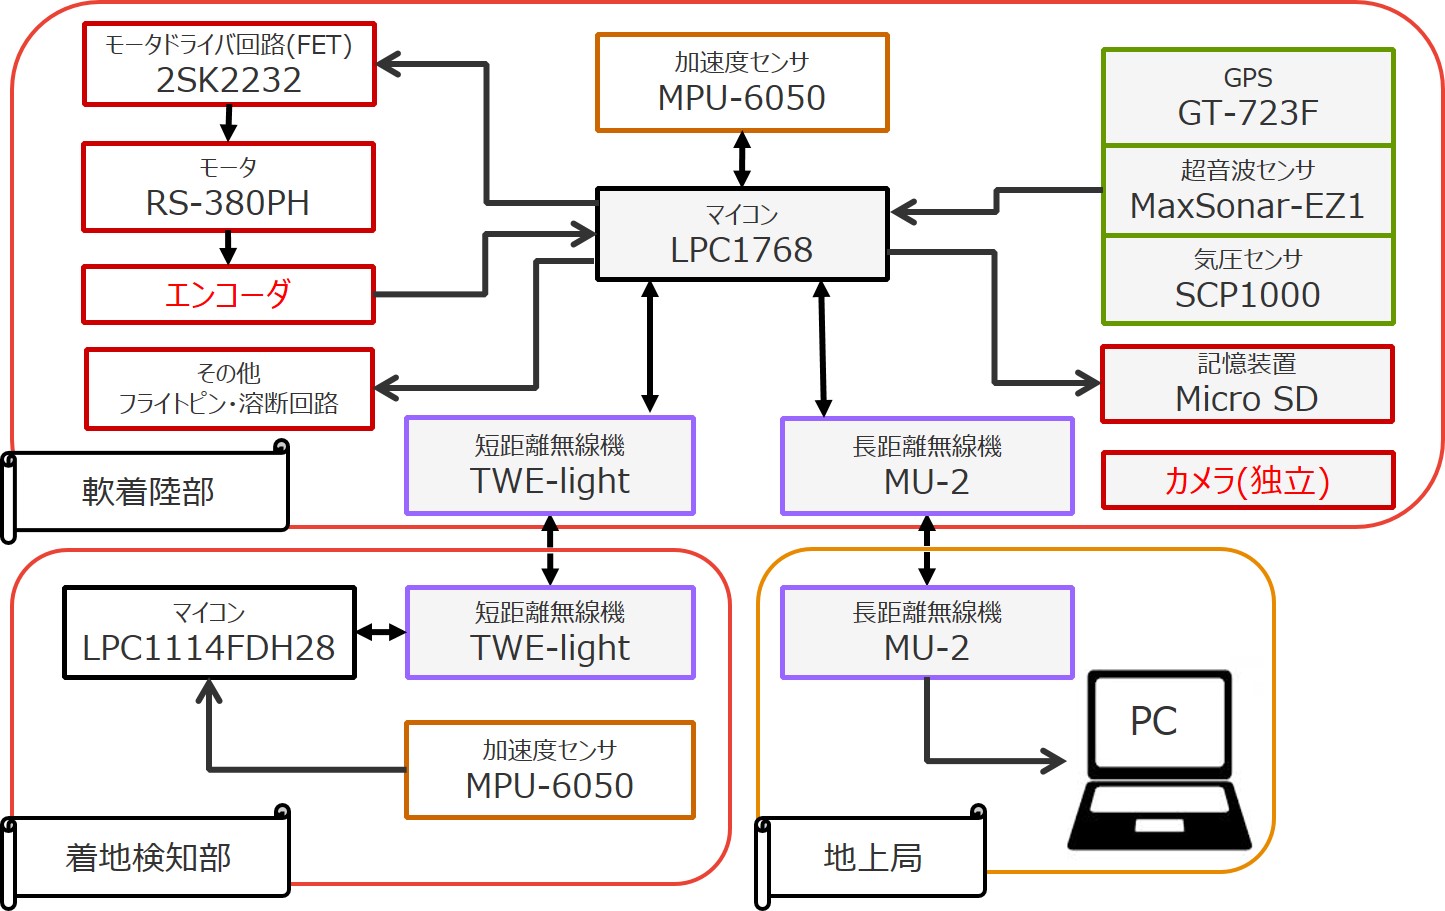 モータドライバ回路(FET)
2SK2232
モータ
RS-380PH
エンコーダ
その他
フライトピン・溶断回路
加速度センサ
MPU-6050
マイコン
LPC1768
GPS
GT-723F
超音波センサ
MaxSonar-EZ1
気圧センサ
SCP1000
記憶装置
Micro SD
カメラ(独立)
短距離無線機
TWE-light
長距離無線機
MU-2
軟着陸部
マイコン
LPC1114FDH28
短距離無線機
TWE-light
加速度センサ
MPU-6050
着地検知部
長距離無線機
MU-2
PC
地上局